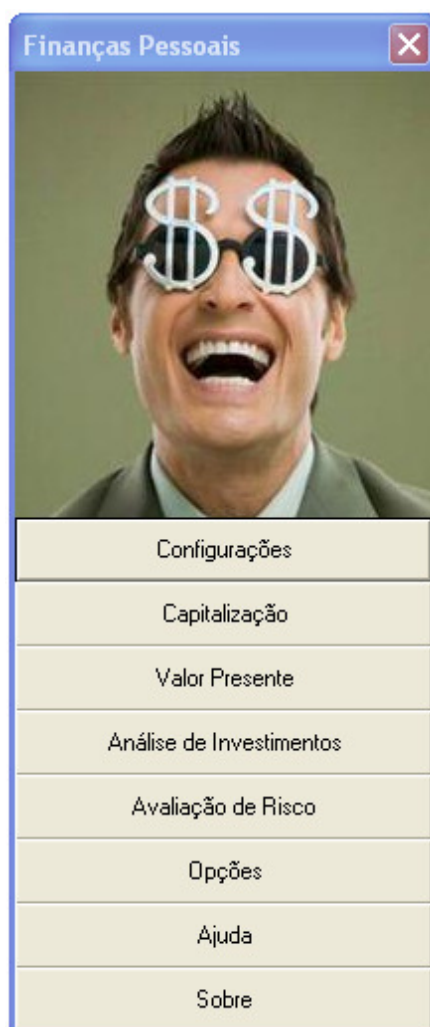 Finanças Pessoais
$ $
Configurações
Capitalização
Valor Presente
Análise de Investimentos
Avaliação de Risco
Opções
Ajuda
Sobre